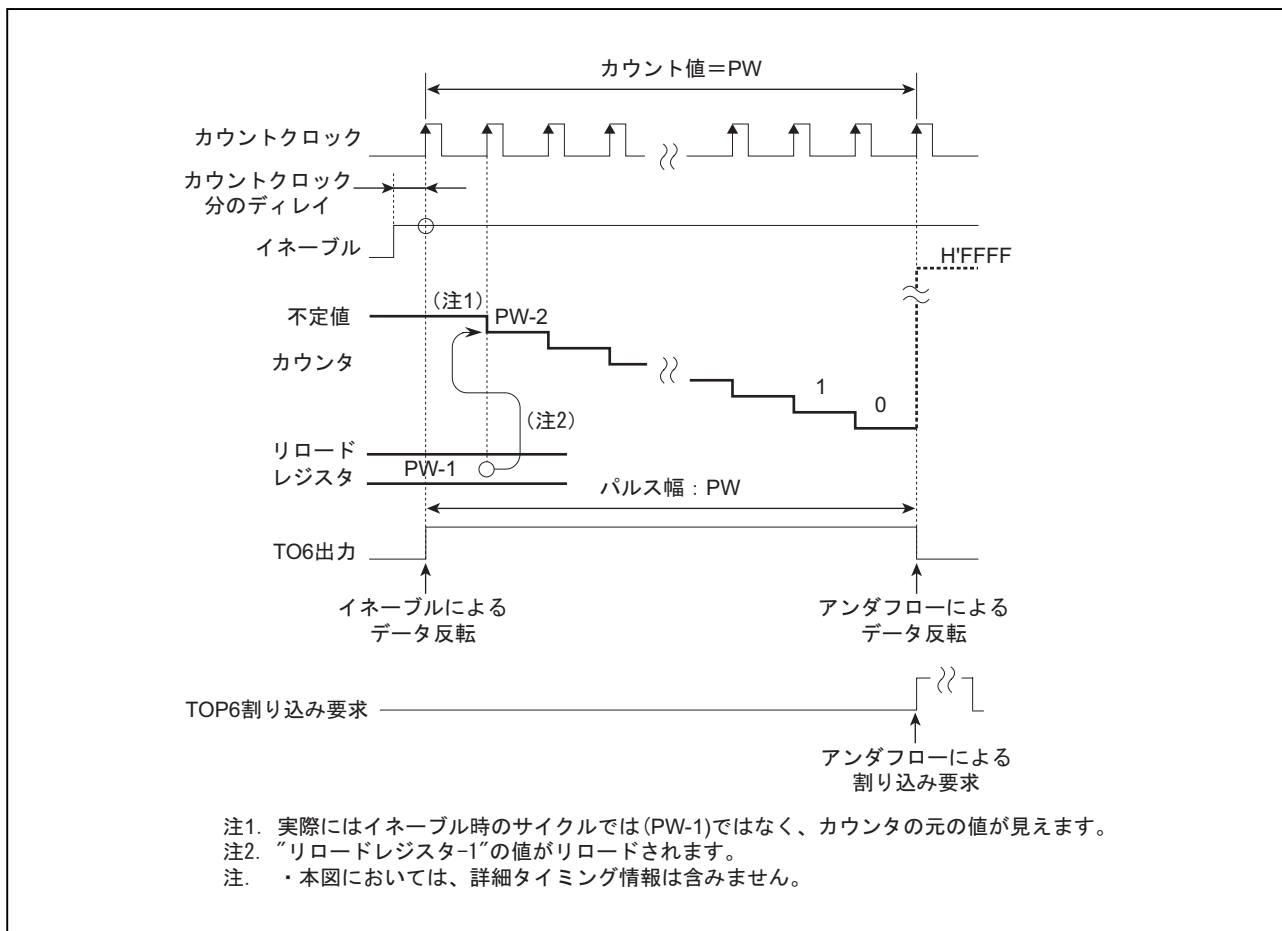 カウント値＝PW
カウントクロック
カウントクロック
分のディレイ
イネーブル
H'FFFF
不定値
（注1）
PW-2
カウンタ
1
0
（注2）
リロード
レジスタ
PW-1
パルス幅：PW
TO6出力
イネーブルによる
データ反転
アンダフローによる
データ反転
TOP6割り込み要求
アンダフローによる
割り込み要求
注1. 実際にはイネーブル時のサイクルでは(PW-1)ではなく、カウンタの元の値が見えます。
注2. "リロードレジスタ-1"の値がリロードされます。
注. ・本図においては、詳細タイミング情報は含みません。